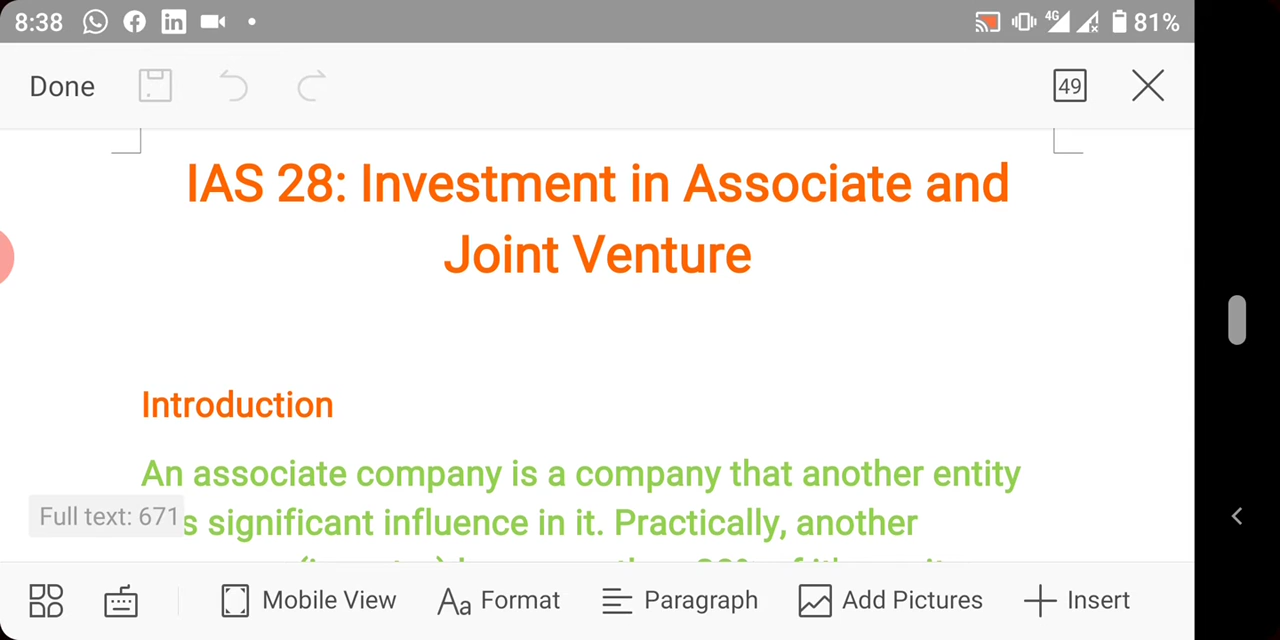 8:38
4G
81%
Done
49
IAS 28: Investment in Associate and
Joint Venture
Introduction
An associate company is a company that another entity
Full text: 671
s significant influence in it. Practically, another
Mobile View
Format
Paragraph
Add Pictures
Insert